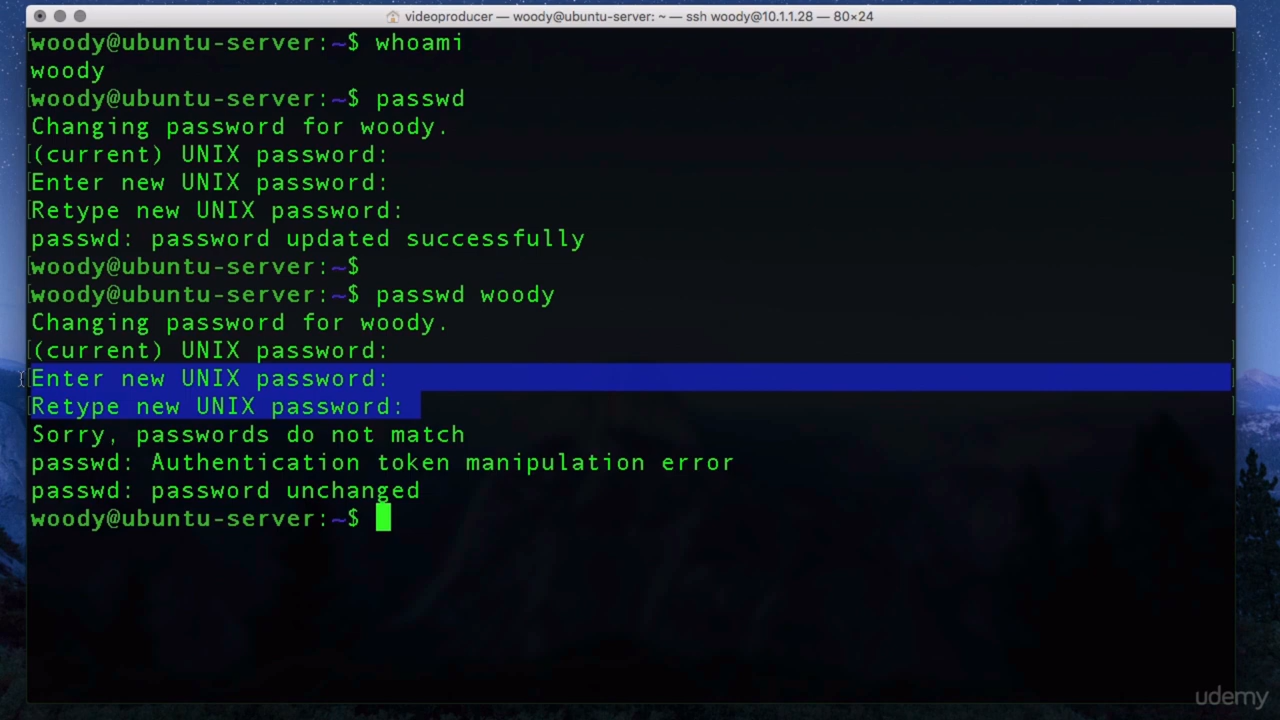 videoproducer — woody@ubuntu-server: ~ — ssh woody@10.1.1.28 — 80×24
woody@ubuntu-server:~$ whoami
woody
woody@ubuntu-server:~$ passwd
Changing password for woody.
(current) UNIX password:
Enter new UNIX password:
Retype new UNIX password:
passwd: password updated successfully
woody@ubuntu-server:~$
woody@ubuntu-server:~$ passwd woody
Changing password for woody.
(current) UNIX password:
Enter new UNIX password:
Retype new UNIX password:
Sorry, passwords do not match
passwd: Authentication token manipulation error
passwd: password unchanged
woody@ubuntu-server:~$
udemy